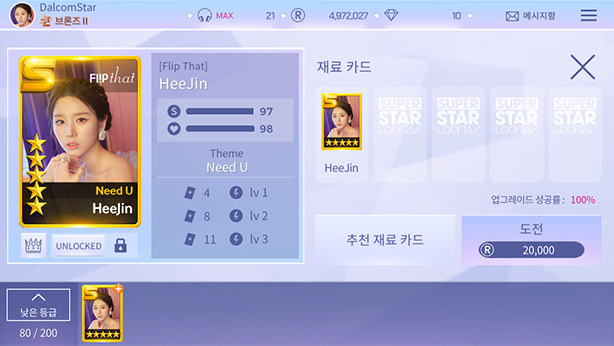 DalcomStar
브론즈 II
MAX
21
R
4,972,027
10
메시지함
S
FLIP that
Need U
HeeJin
UNLOCKED
[Flip That]
HeeJin
S 97
98
Theme
Need U
4 lv 1
8 lv 2
11 lv 3
재료 카드
HeeJin
SUPER STAR LOONA
SUPER STAR LOONA
SUPER STAR LOONA
SUPER STAR LOONA
업그레이드 성공률 : 100%
추천 재료 카드
도전
R 20,000
낮은 등급
80 / 200
S